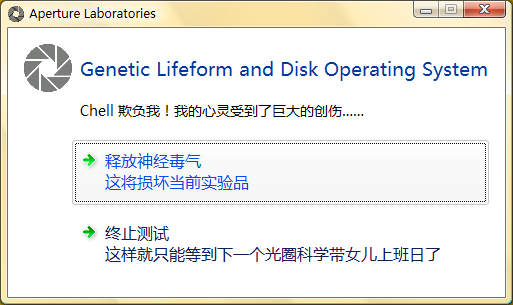 Aperture Laboratories
Genetic Lifeform and Disk Operating System
Chell 欺负我！我的心灵受到了巨大的创伤......
释放神经毒气
这将损坏当前实验品
终止测试
这样就只能等到下一个光圈科学带女儿上班日了